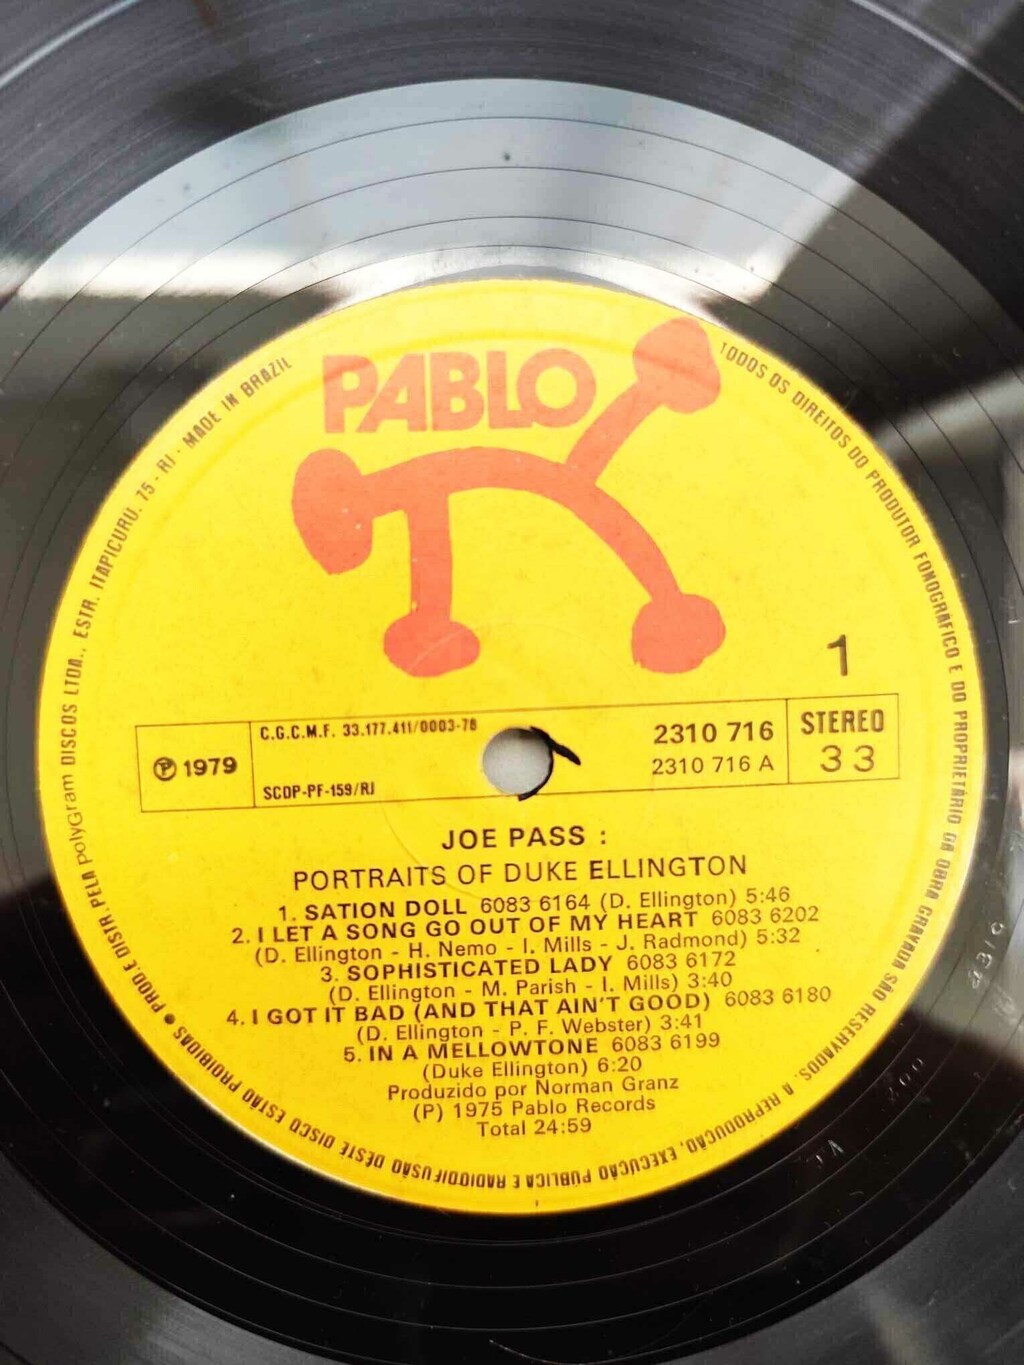 PABLO
1
C.G.C.M.F. 33.177.411/0003-78
℗ 1979
SCDP-PF-159/RJ
2310 716
2310 716 A
STEREO
33
JOE PASS :
PORTRAITS OF DUKE ELLINGTON
1. SATION DOLL 6083 6164 (D. Ellington) 5:46
2. I LET A SONG GO OUT OF MY HEART 6083 6202
(D. Ellington - H. Nemo - I. Mills - J. Radmond) 5:32
3. SOPHISTICATED LADY 6083 6172
(D. Ellington - M. Parish - I. Mills) 3:40
4. I GOT IT BAD (AND THAT AIN'T GOOD) 6083 6180
(D. Ellington - P. F. Webster) 3:41
5. IN A MELLOWTONE 6083 6199
(Duke Ellington) 6:20
Produzido por Norman Granz
(P) 1975 Pablo Records
Total 24:59
TODOS OS DIREITOS DO PRODUTOR FONOGRÁFICO E DO PROPRIETÁRIO DA OBRA GRAVADA SÃO RESERVADOS. A REPRODUÇÃO, EXECUÇÃO PÚBLICA E RADIODIFUSÃO DESTE DISCO ESTÃO PROIBIDAS • PROD. E DISTR. PELA PolyGram DISCOS LTDA., ESTR. ITAPICURÚ, 75 - RJ - MADE IN BRAZIL